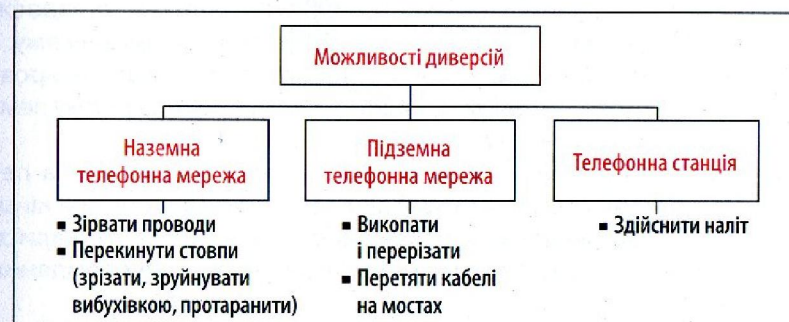 Можливості диверсій
Наземна
телефонна мережа
▪ Зірвати проводи
▪ Перекинути стовпи
(зрізати, зруйнувати
вибухівкою, протаранити)
Підземна
телефонна мережа
▪ Викопати
і перерізати
▪ Перетяти кабелі
на мостах
Телефонна станція
▪ Здійснити наліт